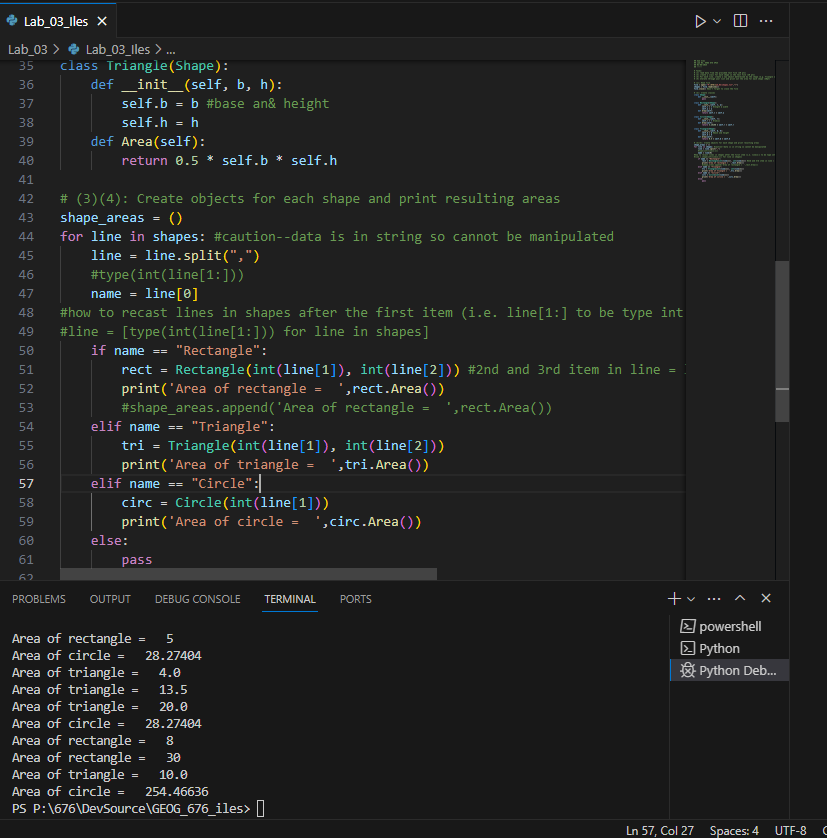 Lab_03_Iles
Lab_03 > Lab_03_Iles > ...
35 class Triangle(Shape):
36 def __init__(self, b, h):
37 self.b = b #base an& height
38 self.h = h
39 def Area(self):
40 return 0.5 * self.b * self.h
41
42 # (3)(4): Create objects for each shape and print resulting areas
43 shape_areas = ()
44 for line in shapes: #caution--data is in string so cannot be manipulated
45 line = line.split(",")
46 #type(int(line[1:]))
47 name = line[0]
48 #how to recast lines in shapes after the first item (i.e. line[1:] to be type int
49 #line = [type(int(line[1:])) for line in shapes]
50 if name == "Rectangle":
51 rect = Rectangle(int(line[1]), int(line[2])) #2nd and 3rd item in line =
52 print('Area of rectangle =  ',rect.Area())
53 #shape_areas.append('Area of rectangle =  ',rect.Area())
54 elif name == "Triangle":
55 tri = Triangle(int(line[1]), int(line[2]))
56 print('Area of triangle =  ',tri.Area())
57 elif name == "Circle":
58 circ = Circle(int(line[1]))
59 print('Area of circle =  ',circ.Area())
60 else:
61 pass
62
PROBLEMS OUTPUT DEBUG CONSOLE TERMINAL PORTS
powershell
Python
Python Deb...
Area of rectangle =   5
Area of circle =   28.27404
Area of triangle =   4.0
Area of triangle =   13.5
Area of triangle =   20.0
Area of circle =   28.27404
Area of rectangle =   8
Area of rectangle =   30
Area of triangle =   10.0
Area of circle =   254.46636
PS P:\676\DevSource\GEOG_676_iles>
Ln 57, Col 27 Spaces: 4 UTF-8